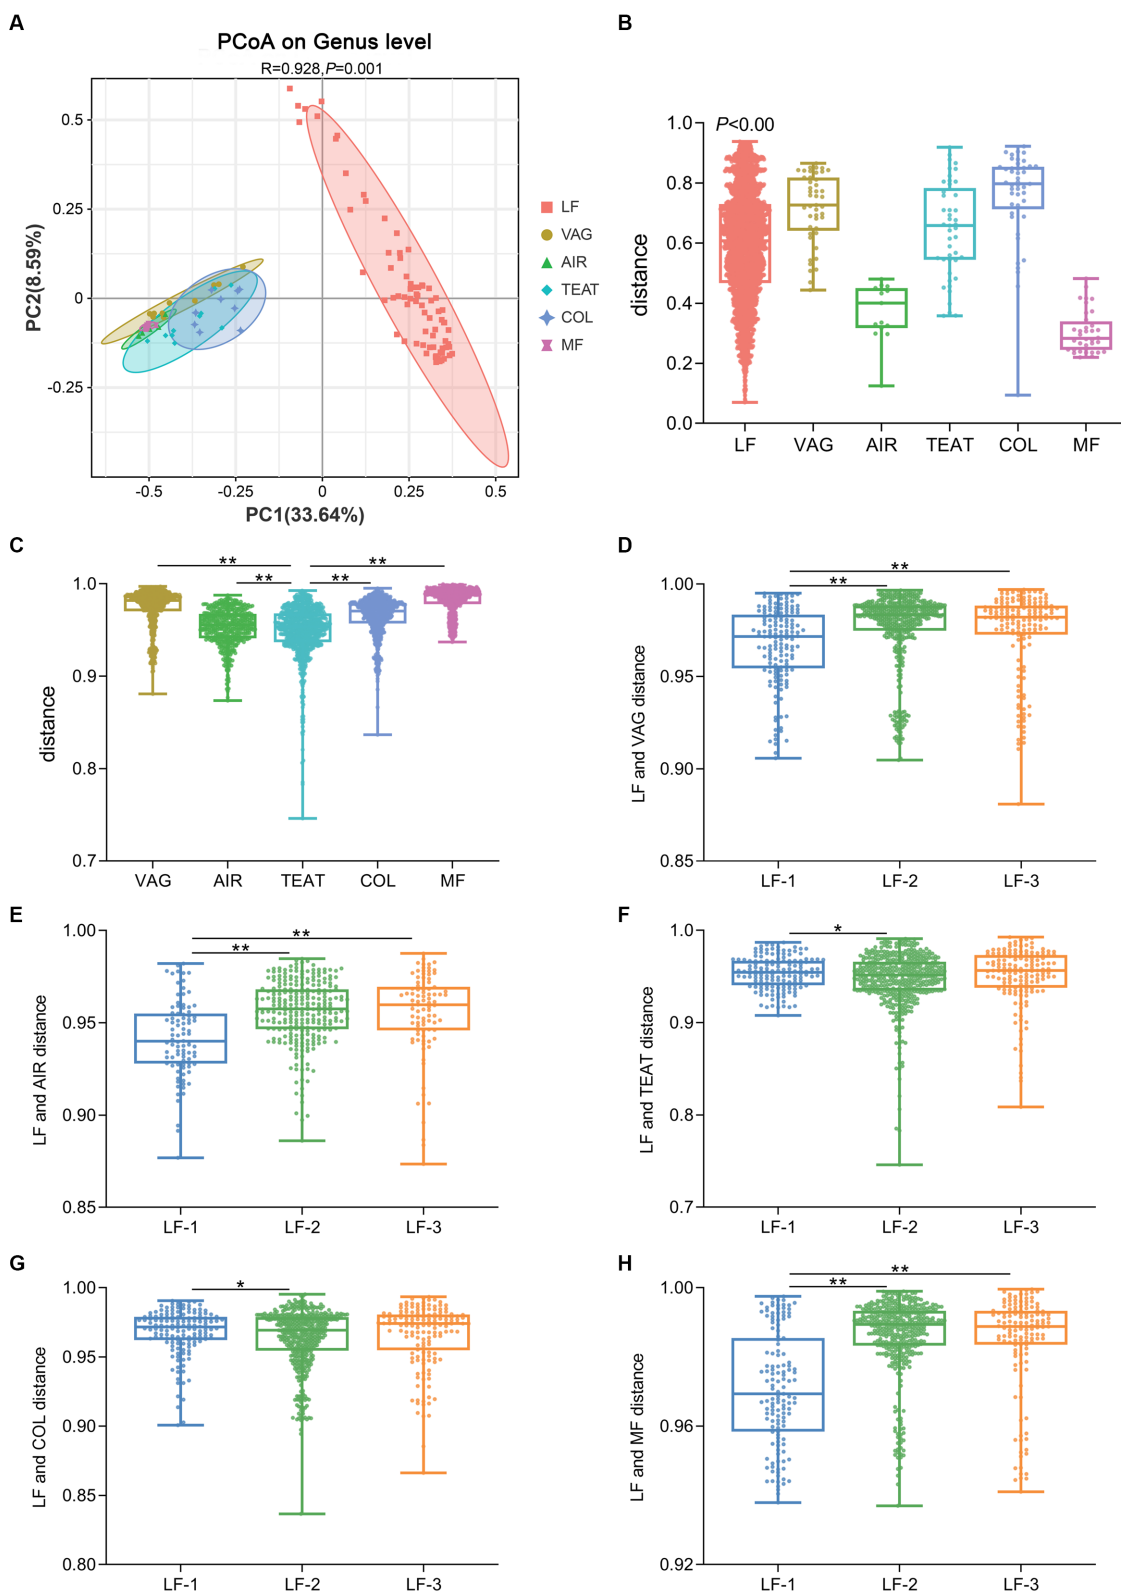 A
PCoA on Genus level
R=0.928,P=0.001
PC2(8.59%)
0.5
0.25
0
-0.25
-0.5
-0.25
0
0.25
0.5
PC1(33.64%)
LF
VAG
AIR
TEAT
COL
MF
B
P<0.00
distance
1.0
0.8
0.6
0.4
0.2
0.0
LF VAG AIR TEAT COL MF
C
distance
1.0
0.9
0.8
0.7
** ** ** **
VAG AIR TEAT COL MF
D
LF and VAG distance
1.00
0.95
0.90
0.85
**
**
LF-1 LF-2 LF-3
E
LF and AIR distance
1.00
0.95
0.90
0.85
**
**
LF-1 LF-2 LF-3
F
LF and TEAT distance
1.0
0.9
0.8
0.7
*
LF-1 LF-2 LF-3
G
LF and COL distance
1.00
0.95
0.90
0.85
0.80
*
LF-1 LF-2 LF-3
H
LF and MF distance
1.00
0.96
0.92
**
**
LF-1 LF-2 LF-3